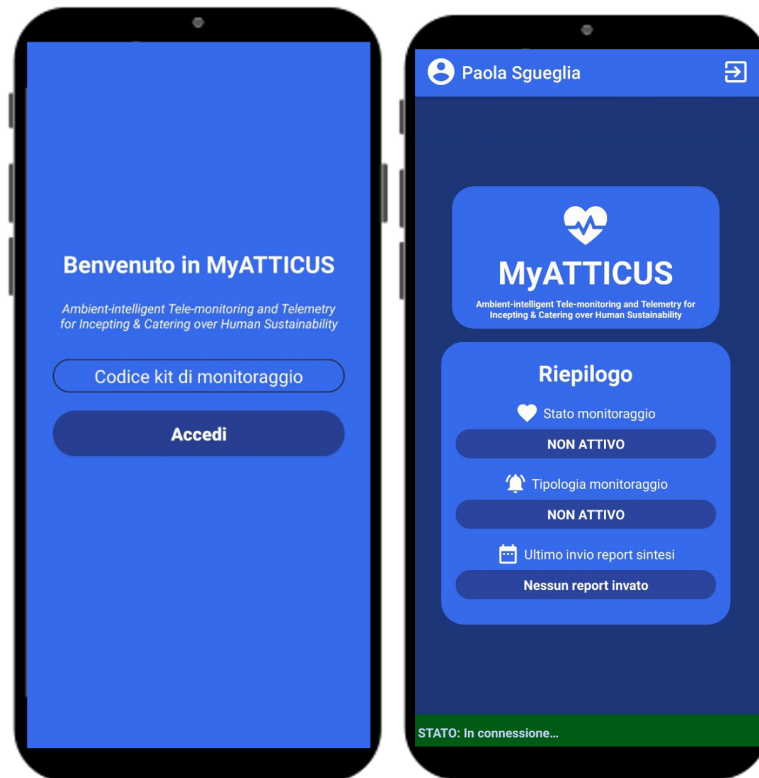 Benvenuto in MyATTICUS
Ambient-intelligent Tele-monitoring and Telemetry
for Incepting & Catering over Human Sustainability
Codice kit di monitoraggio
Accedi
Paola Sgueglia
MyATTICUS
Ambient-intelligent Tele-monitoring and Telemetry for
Incepting & Catering over Human Sustainability
Riepilogo
Stato monitoraggio
NON ATTIVO
Tipologia monitoraggio
NON ATTIVO
Ultimo invio report sintesi
Nessun report invato
STATO: In connessione...